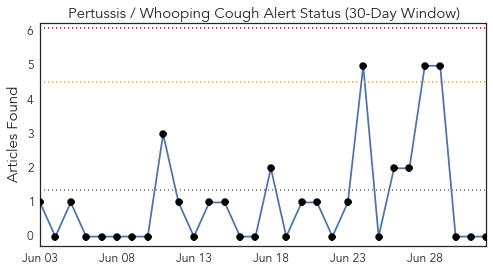 Pertussis / Whooping Cough Alert Status (30-Day Window)
Articles Found
6
5
4
3
2
1
0
Jun 03 Jun 08 Jun 13 Jun 18 Jun 23 Jun 28